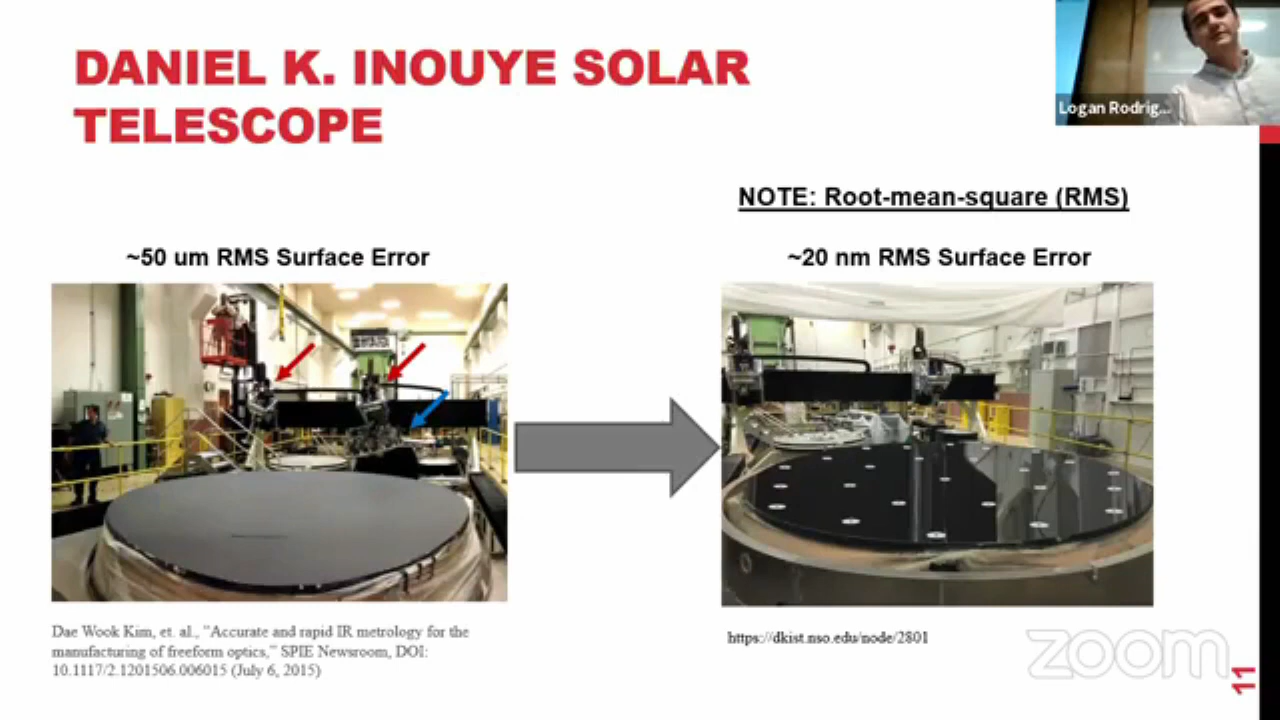 DANIEL K. INOUYE SOLAR
TELESCOPE
Logan Rodrig...
NOTE: Root-mean-square (RMS)
~50 um RMS Surface Error
~20 nm RMS Surface Error
Dae Wook Kim, et. al., "Accurate and rapid IR metrology for the
manufacturing of freeform optics," SPIE Newsroom, DOI:
10.1117/2.1201506.006015 (July 6, 2015)
https://dkist.nso.edu/node/2801
zoom
11